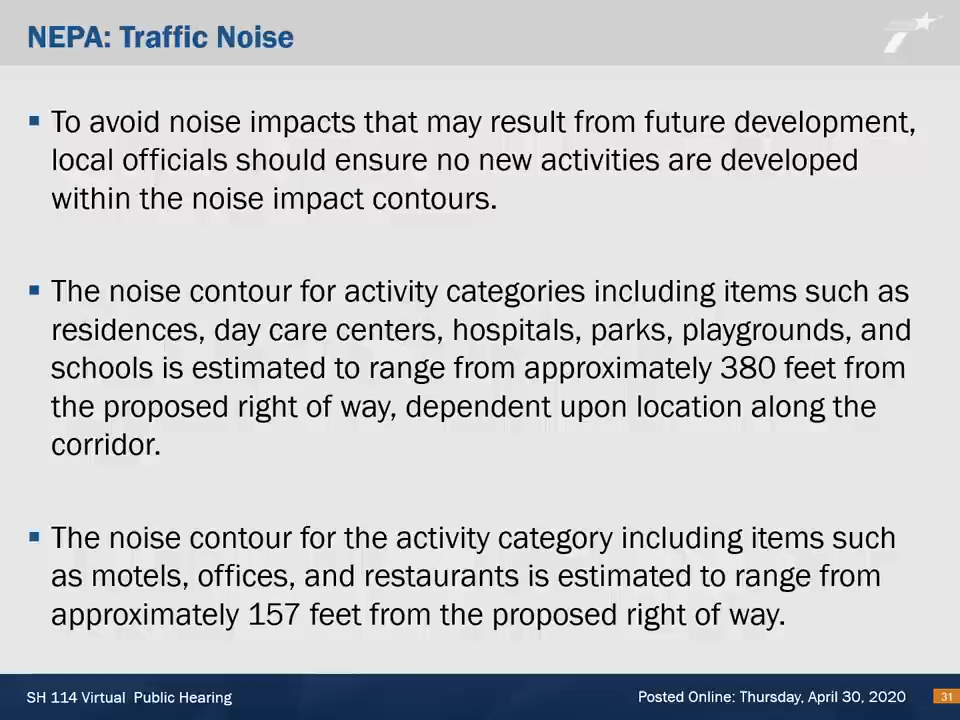 NEPA: Traffic Noise
▪ To avoid noise impacts that may result from future development,
local officials should ensure no new activities are developed
within the noise impact contours.
▪ The noise contour for activity categories including items such as
residences, day care centers, hospitals, parks, playgrounds, and
schools is estimated to range from approximately 380 feet from
the proposed right of way, dependent upon location along the
corridor.
▪ The noise contour for the activity category including items such
as motels, offices, and restaurants is estimated to range from
approximately 157 feet from the proposed right of way.
SH 114 Virtual Public Hearing
Posted Online: Thursday, April 30, 2020
31